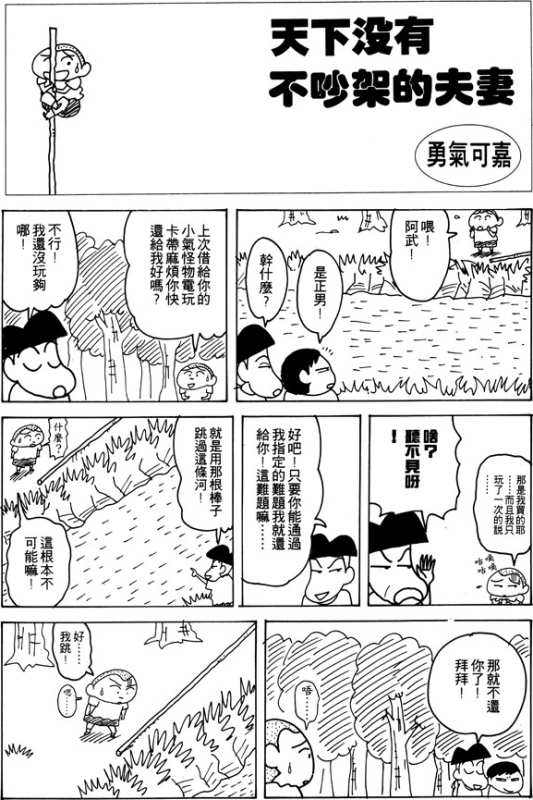 天下没有
不吵架的夫妻
勇氣可嘉
喂！
阿武！
是正男！
幹什麼？
上次借給你的
小氣怪物電玩
卡帶麻煩你快
還給我好嗎？
不行！
我還沒玩夠
哪！
那是我買的耶
……而且我只
玩了一次的說
……
嘀咕
嘀咕
啥？
聽不見呀
！
好吧！只要你能通過
我指定的難題我就還
給你！這難題嘛……
就是用那根棒子
跳過這條河！
什麼？
這根本不
可能嘛！
那就不還
你了！
拜拜！
唔……
好……
我跳！
唔……